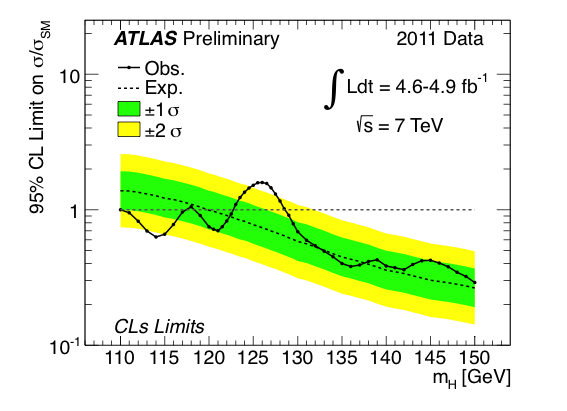 ATLAS Preliminary
2011 Data
Obs.
Exp.
±1 σ
±2 σ
∫ Ldt = 4.6-4.9 fb⁻¹
√s = 7 TeV
95% CL Limit on σ/σSM
10
1
10⁻¹
CLs Limits
110 115 120 125 130 135 140 145 150
mH [GeV]